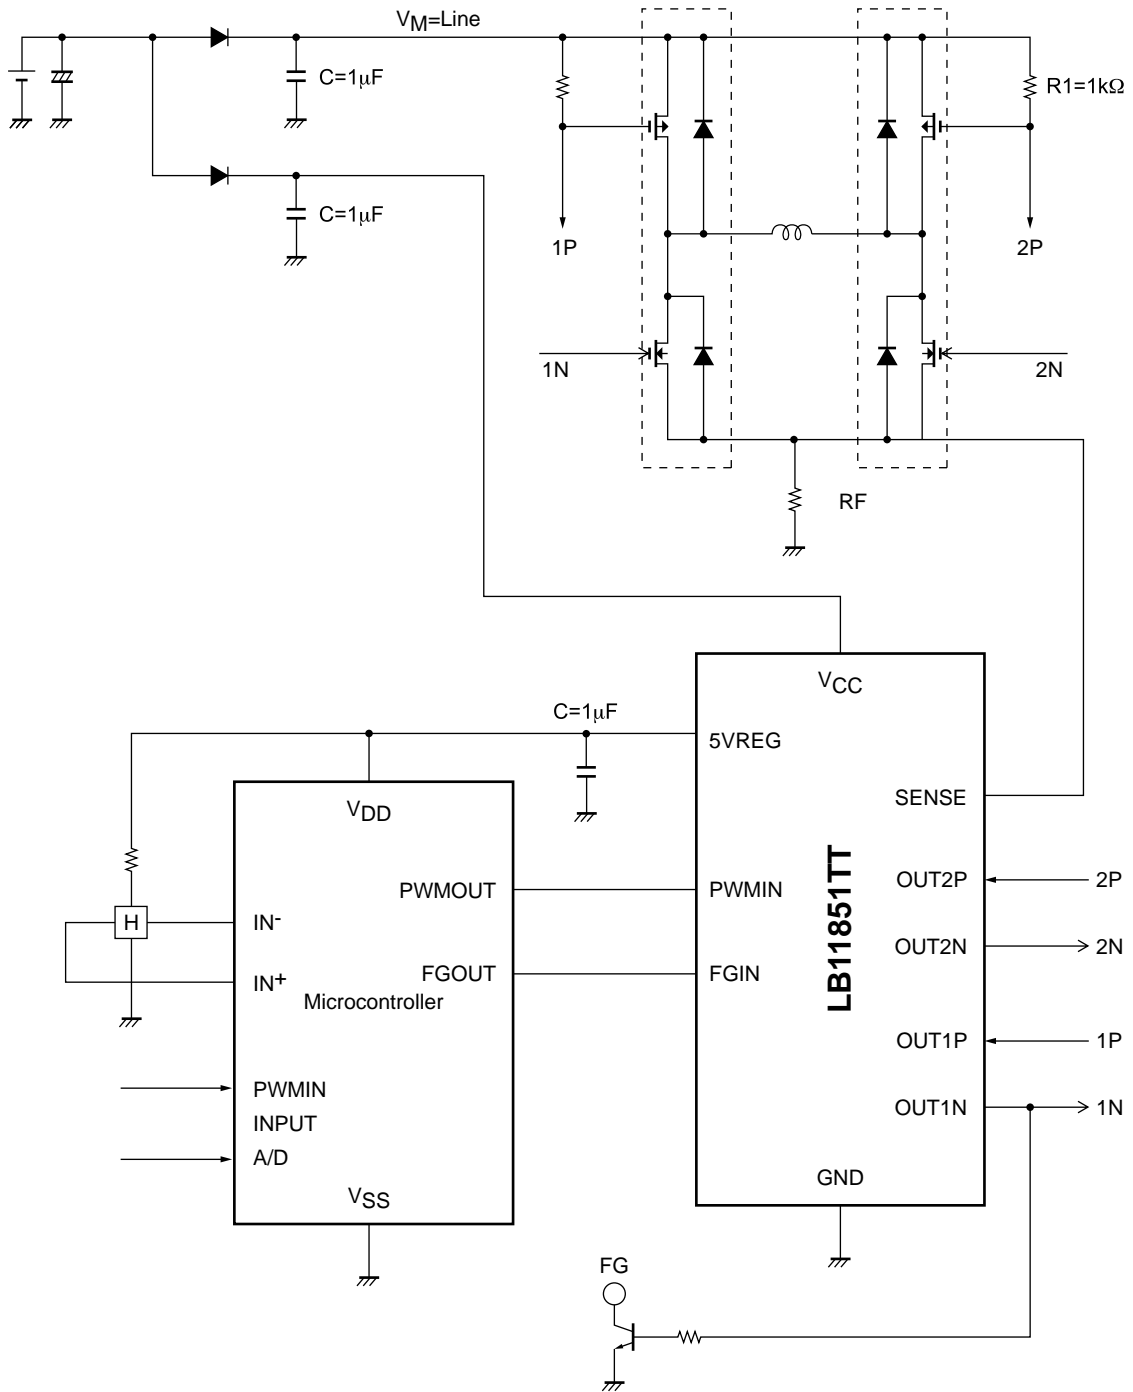 VM=Line
C=1μF
R1=1kΩ
C=1μF
1P
2P
1N
2N
RF
VCC
C=1μF
5VREG
VDD
SENSE
LB11851TT
PWMOUT
PWMIN
OUT2P
2P
H
IN-
OUT2N
2N
FGOUT
FGIN
IN+
Microcontroller
OUT1P
1P
PWMIN
OUT1N
1N
INPUT
A/D
GND
VSS
FG